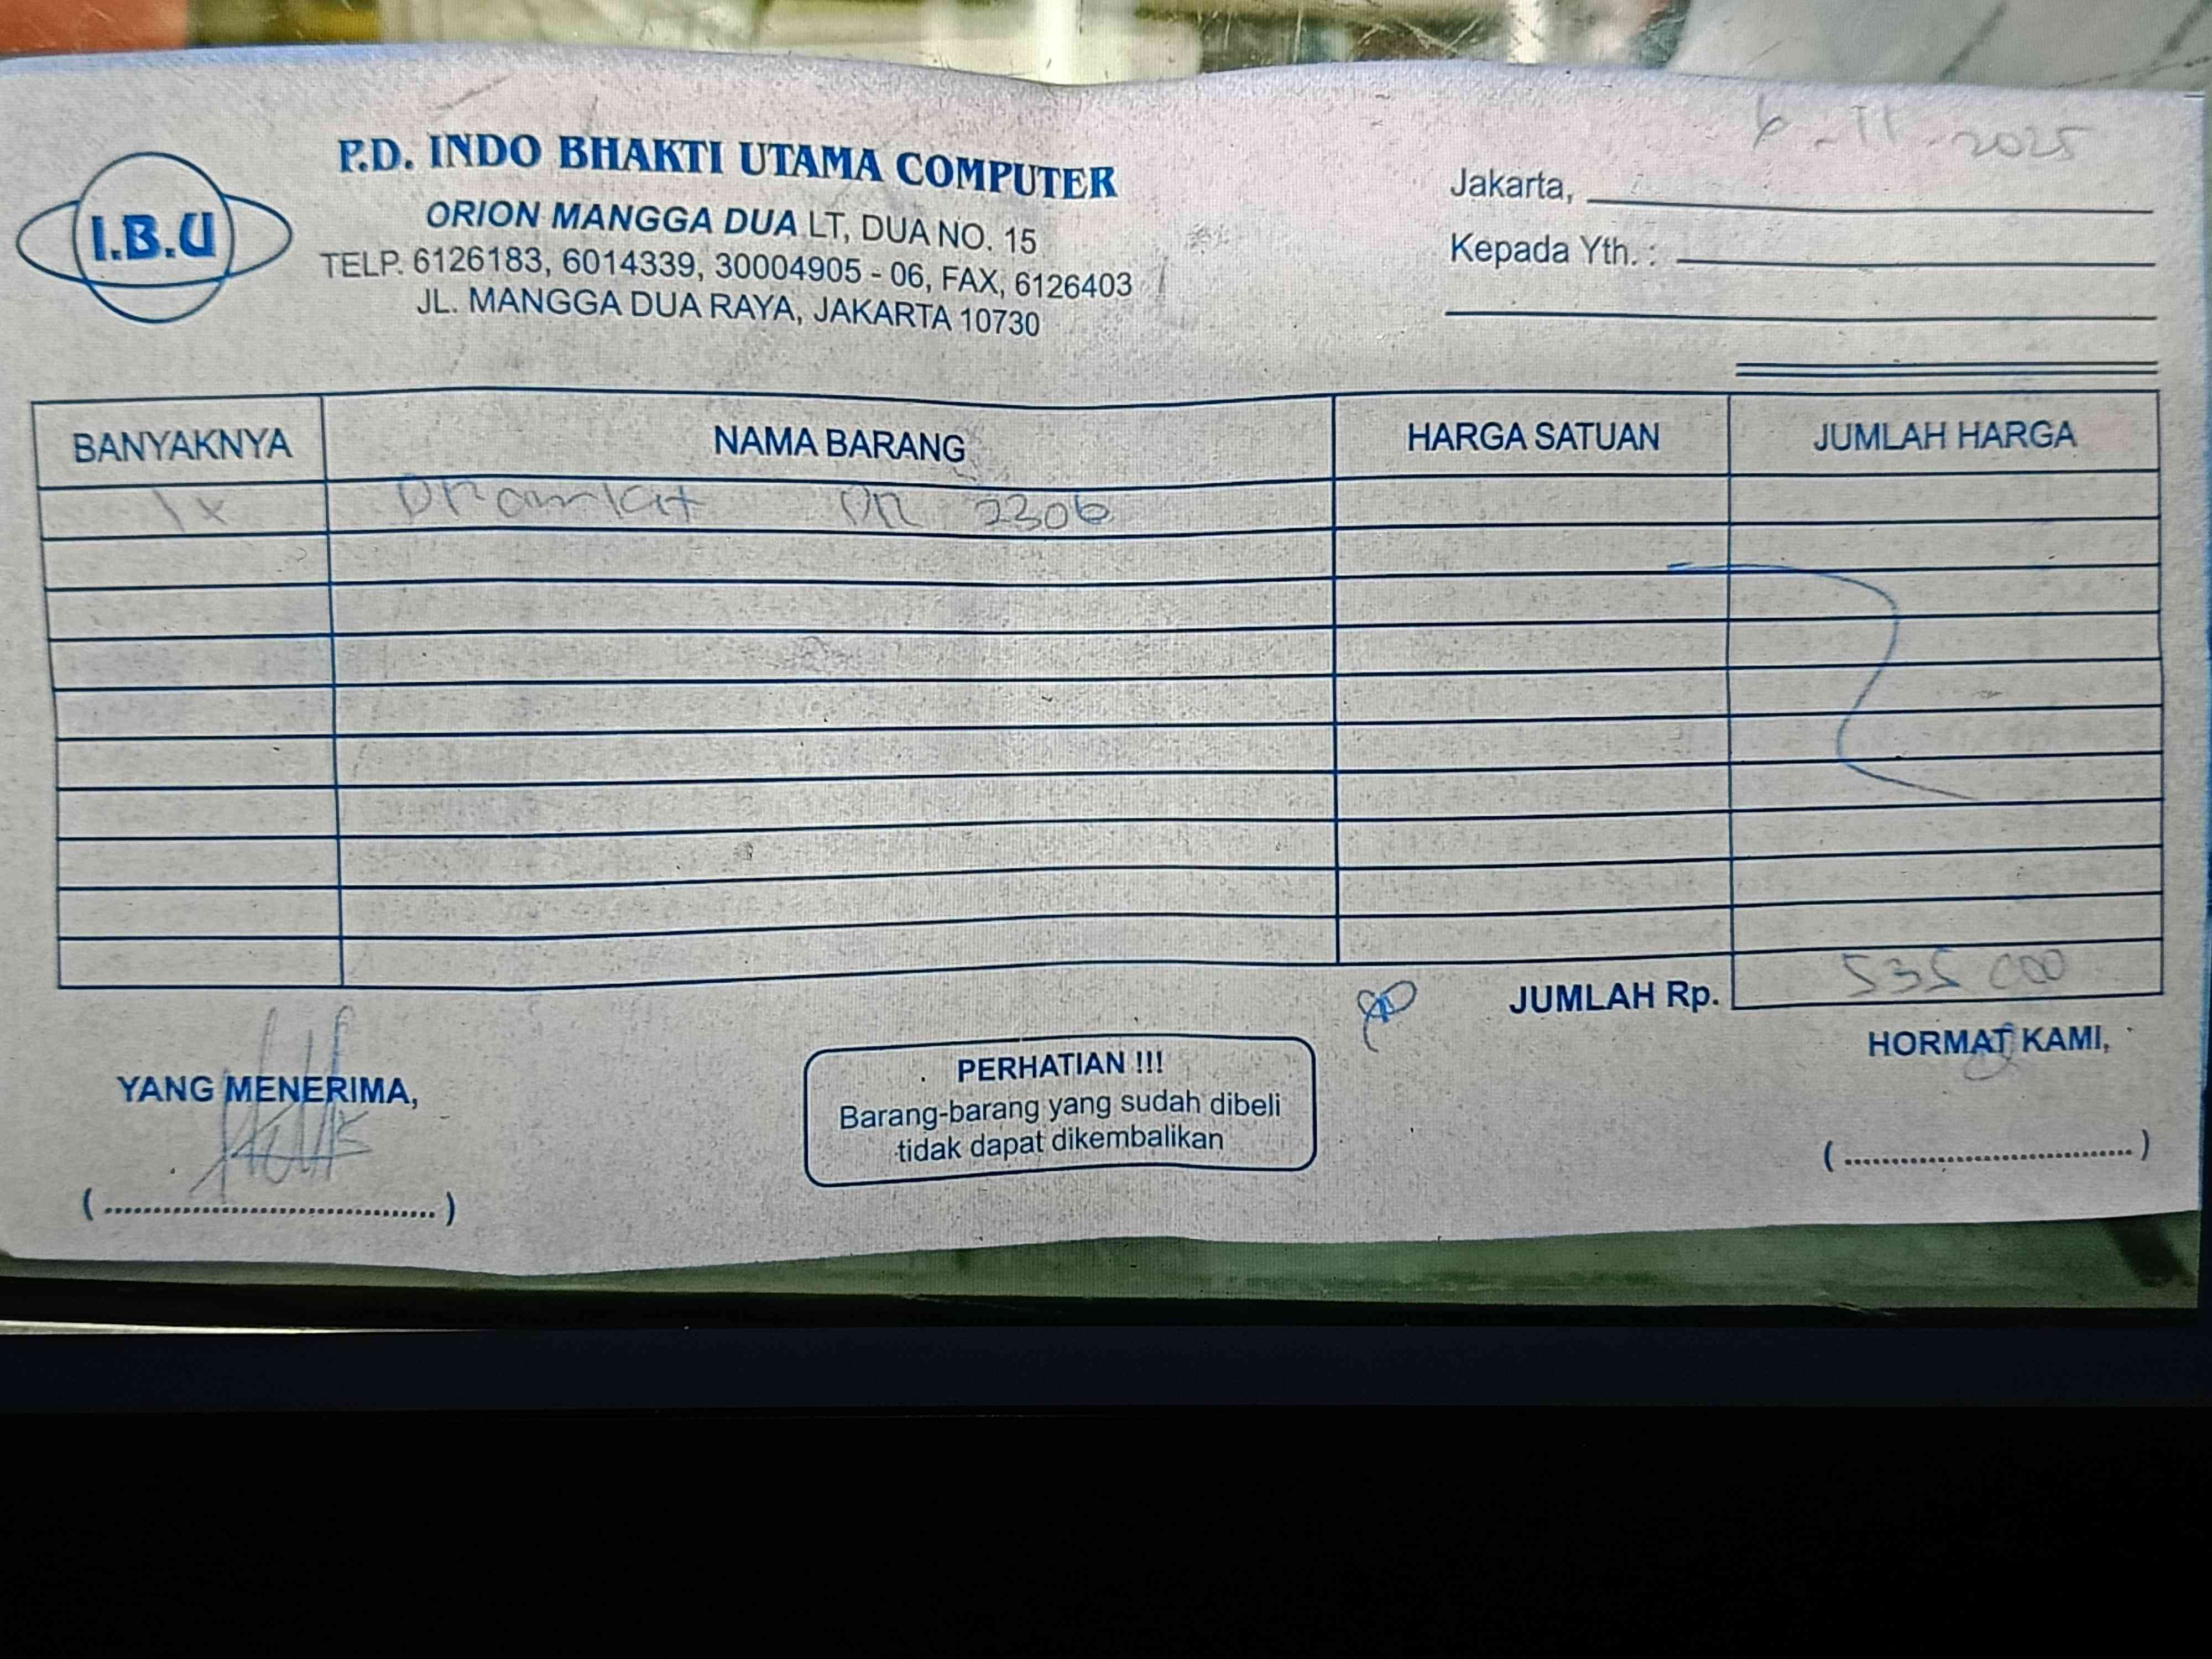 6-11-2025
P.D. INDO BHAKTI UTAMA COMPUTER
I.B.U
ORION MANGGA DUA LT, DUA NO. 15
TELP. 6126183, 6014339, 30004905 - 06, FAX, 6126403
JL. MANGGA DUA RAYA, JAKARTA 10730
Jakarta,
Kepada Yth. :
BANYAKNYA NAMA BARANG HARGA SATUAN JUMLAH HARGA
1x 2306
JUMLAH Rp. 535 000
YANG MENERIMA,
(....................................)
PERHATIAN !!!
Barang-barang yang sudah dibeli
tidak dapat dikembalikan
HORMAT KAMI,
(................................)